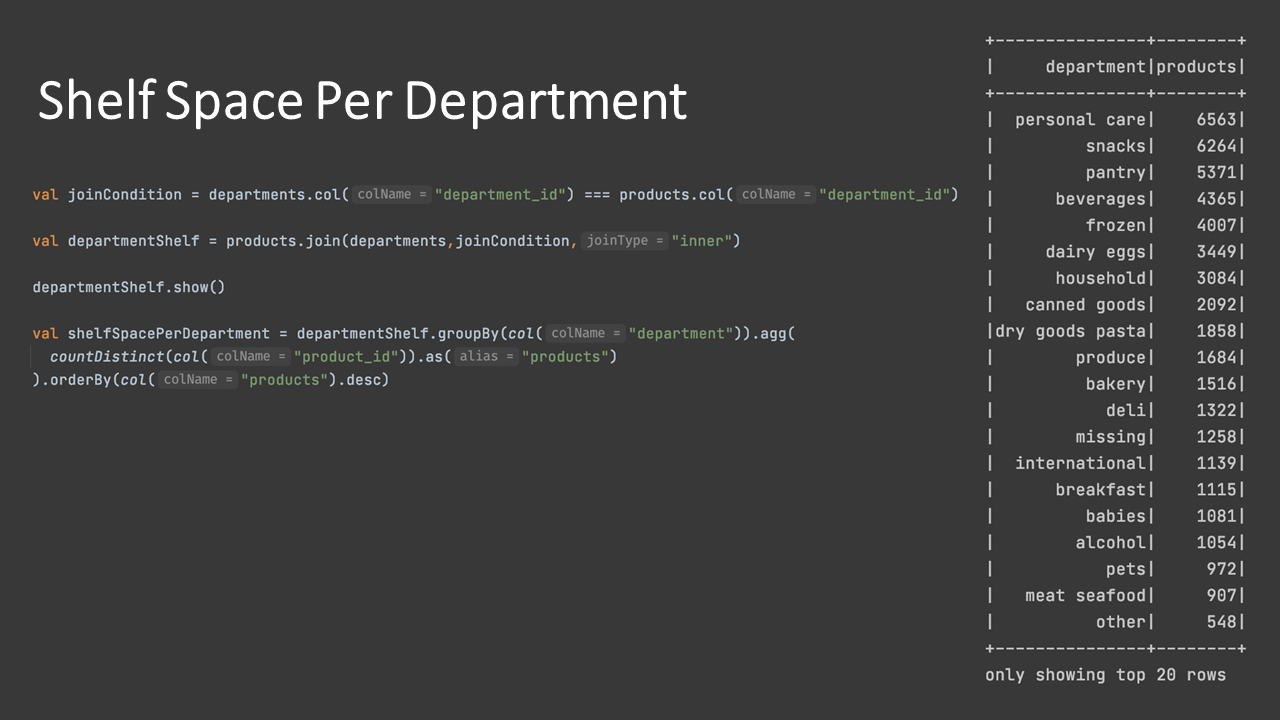 Shelf Space Per Department
val joinCondition = departments.col( colName = "department_id") === products.col( colName = "department_id")
val departmentShelf = products.join(departments,joinCondition, joinType = "inner")
departmentShelf.show()
val shelfSpacePerDepartment = departmentShelf.groupBy(col( colName = "department")).agg(
countDistinct(col( colName = "product_id")).as( alias = "products")
).orderBy(col( colName = "products").desc)
+---------------+--------+
|     department|products|
+---------------+--------+
|  personal care|    6563|
|         snacks|    6264|
|         pantry|    5371|
|      beverages|    4365|
|         frozen|    4007|
|     dairy eggs|    3449|
|      household|    3084|
|   canned goods|    2092|
|dry goods pasta|    1858|
|        produce|    1684|
|         bakery|    1516|
|           deli|    1322|
|        missing|    1258|
|  international|    1139|
|      breakfast|    1115|
|         babies|    1081|
|        alcohol|    1054|
|           pets|     972|
|   meat seafood|     907|
|          other|     548|
+---------------+--------+
only showing top 20 rows